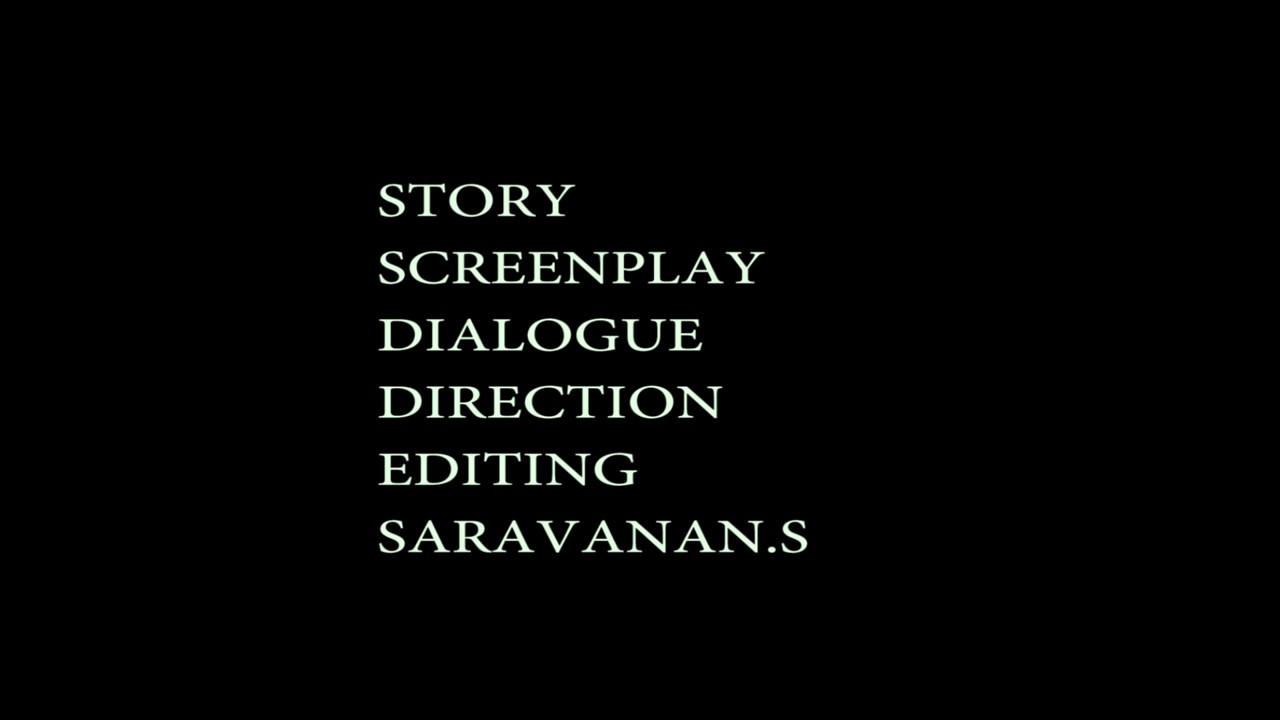 STORY
SCREENPLAY
DIALOGUE
DIRECTION
EDITING
SARAVANAN.S